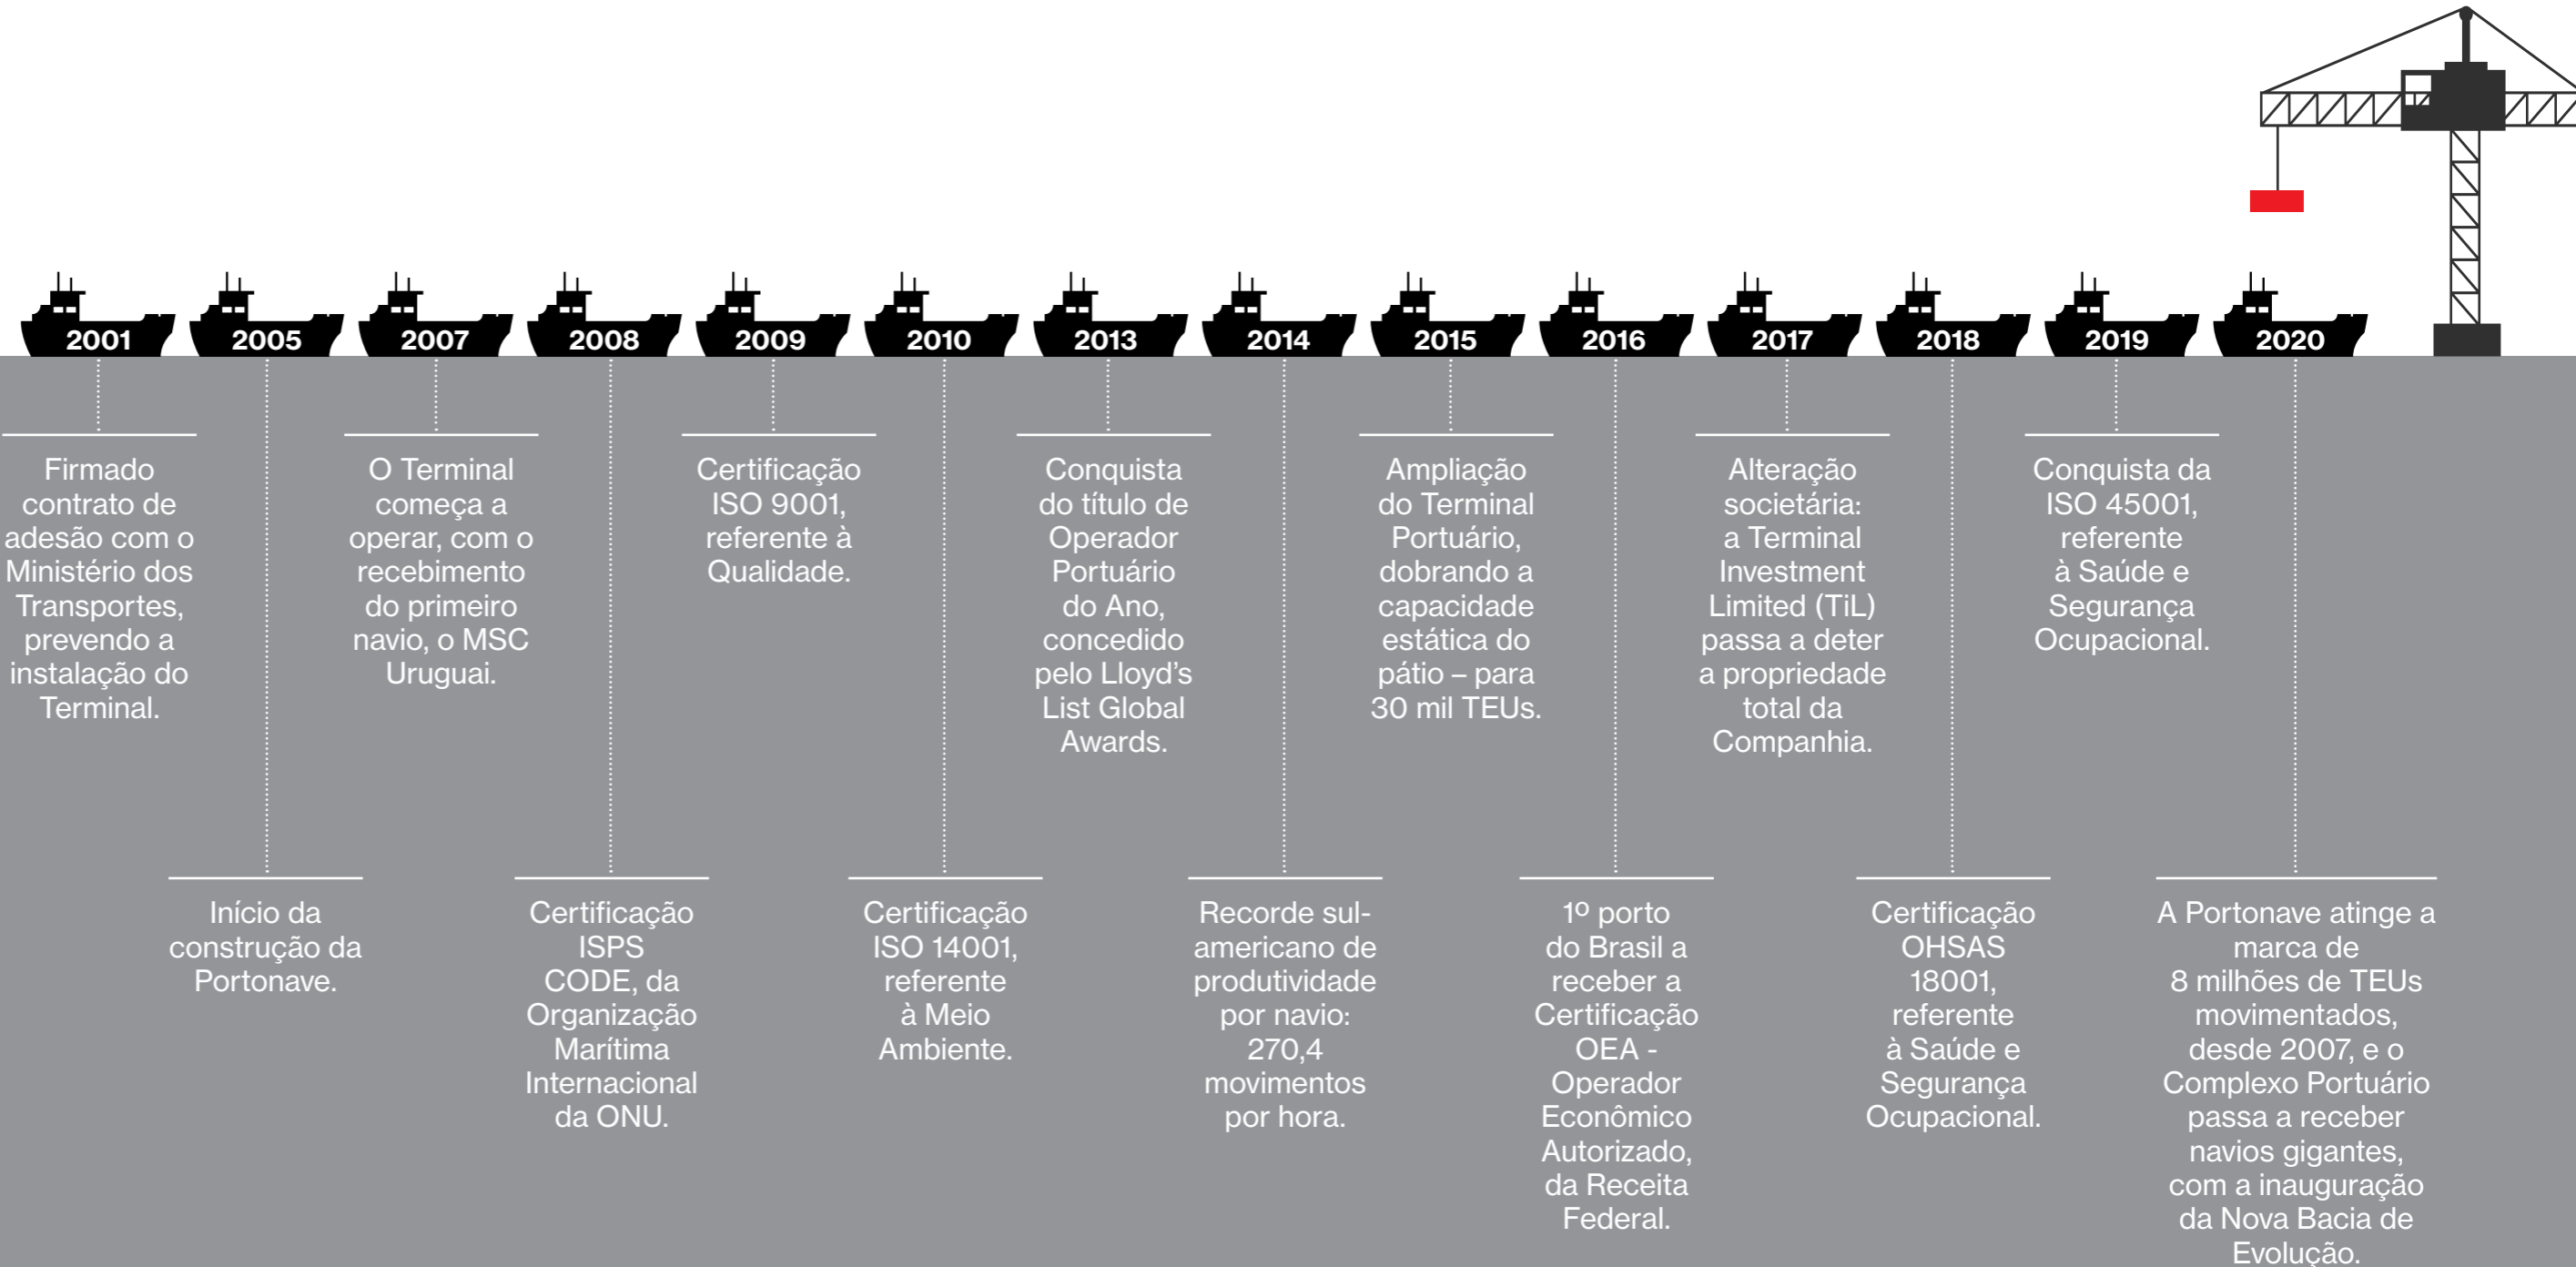 2001
Firmado
contrato de
adesão com o
Ministério dos
Transportes,
prevendo a
instalação do
Terminal.
2005
Início da
construção da
Portonave.
2007
O Terminal
começa a
operar, com o
recebimento
do primeiro
navio, o MSC
Uruguai.
2008
Certificação
ISPS
CODE, da
Organização
Marítima
Internacional
da ONU.
2009
Certificação
ISO 9001,
referente à
Qualidade.
2010
Certificação
ISO 14001,
referente
à Meio
Ambiente.
2013
Conquista
do título de
Operador
Portuário
do Ano,
concedido
pelo Lloyd’s
List Global
Awards.
2014
Recorde sul-
americano de
produtividade
por navio:
270,4
movimentos
por hora.
2015
Ampliação
do Terminal
Portuário,
dobrando a
capacidade
estática do
pátio – para
30 mil TEUs.
2016
1º porto
do Brasil a
receber a
Certificação
OEA -
Operador
Econômico
Autorizado,
da Receita
Federal.
2017
Alteração
societária:
a Terminal
Investment
Limited (TiL)
passa a deter
a propriedade
total da
Companhia.
2018
Certificação
OHSAS
18001,
referente
à Saúde e
Segurança
Ocupacional.
2019
Conquista da
ISO 45001,
referente
à Saúde e
Segurança
Ocupacional.
2020
A Portonave atinge a
marca de
8 milhões de TEUs
movimentados,
desde 2007, e o
Complexo Portuário
passa a receber
navios gigantes,
com a inauguração
da Nova Bacia de
Evolução.